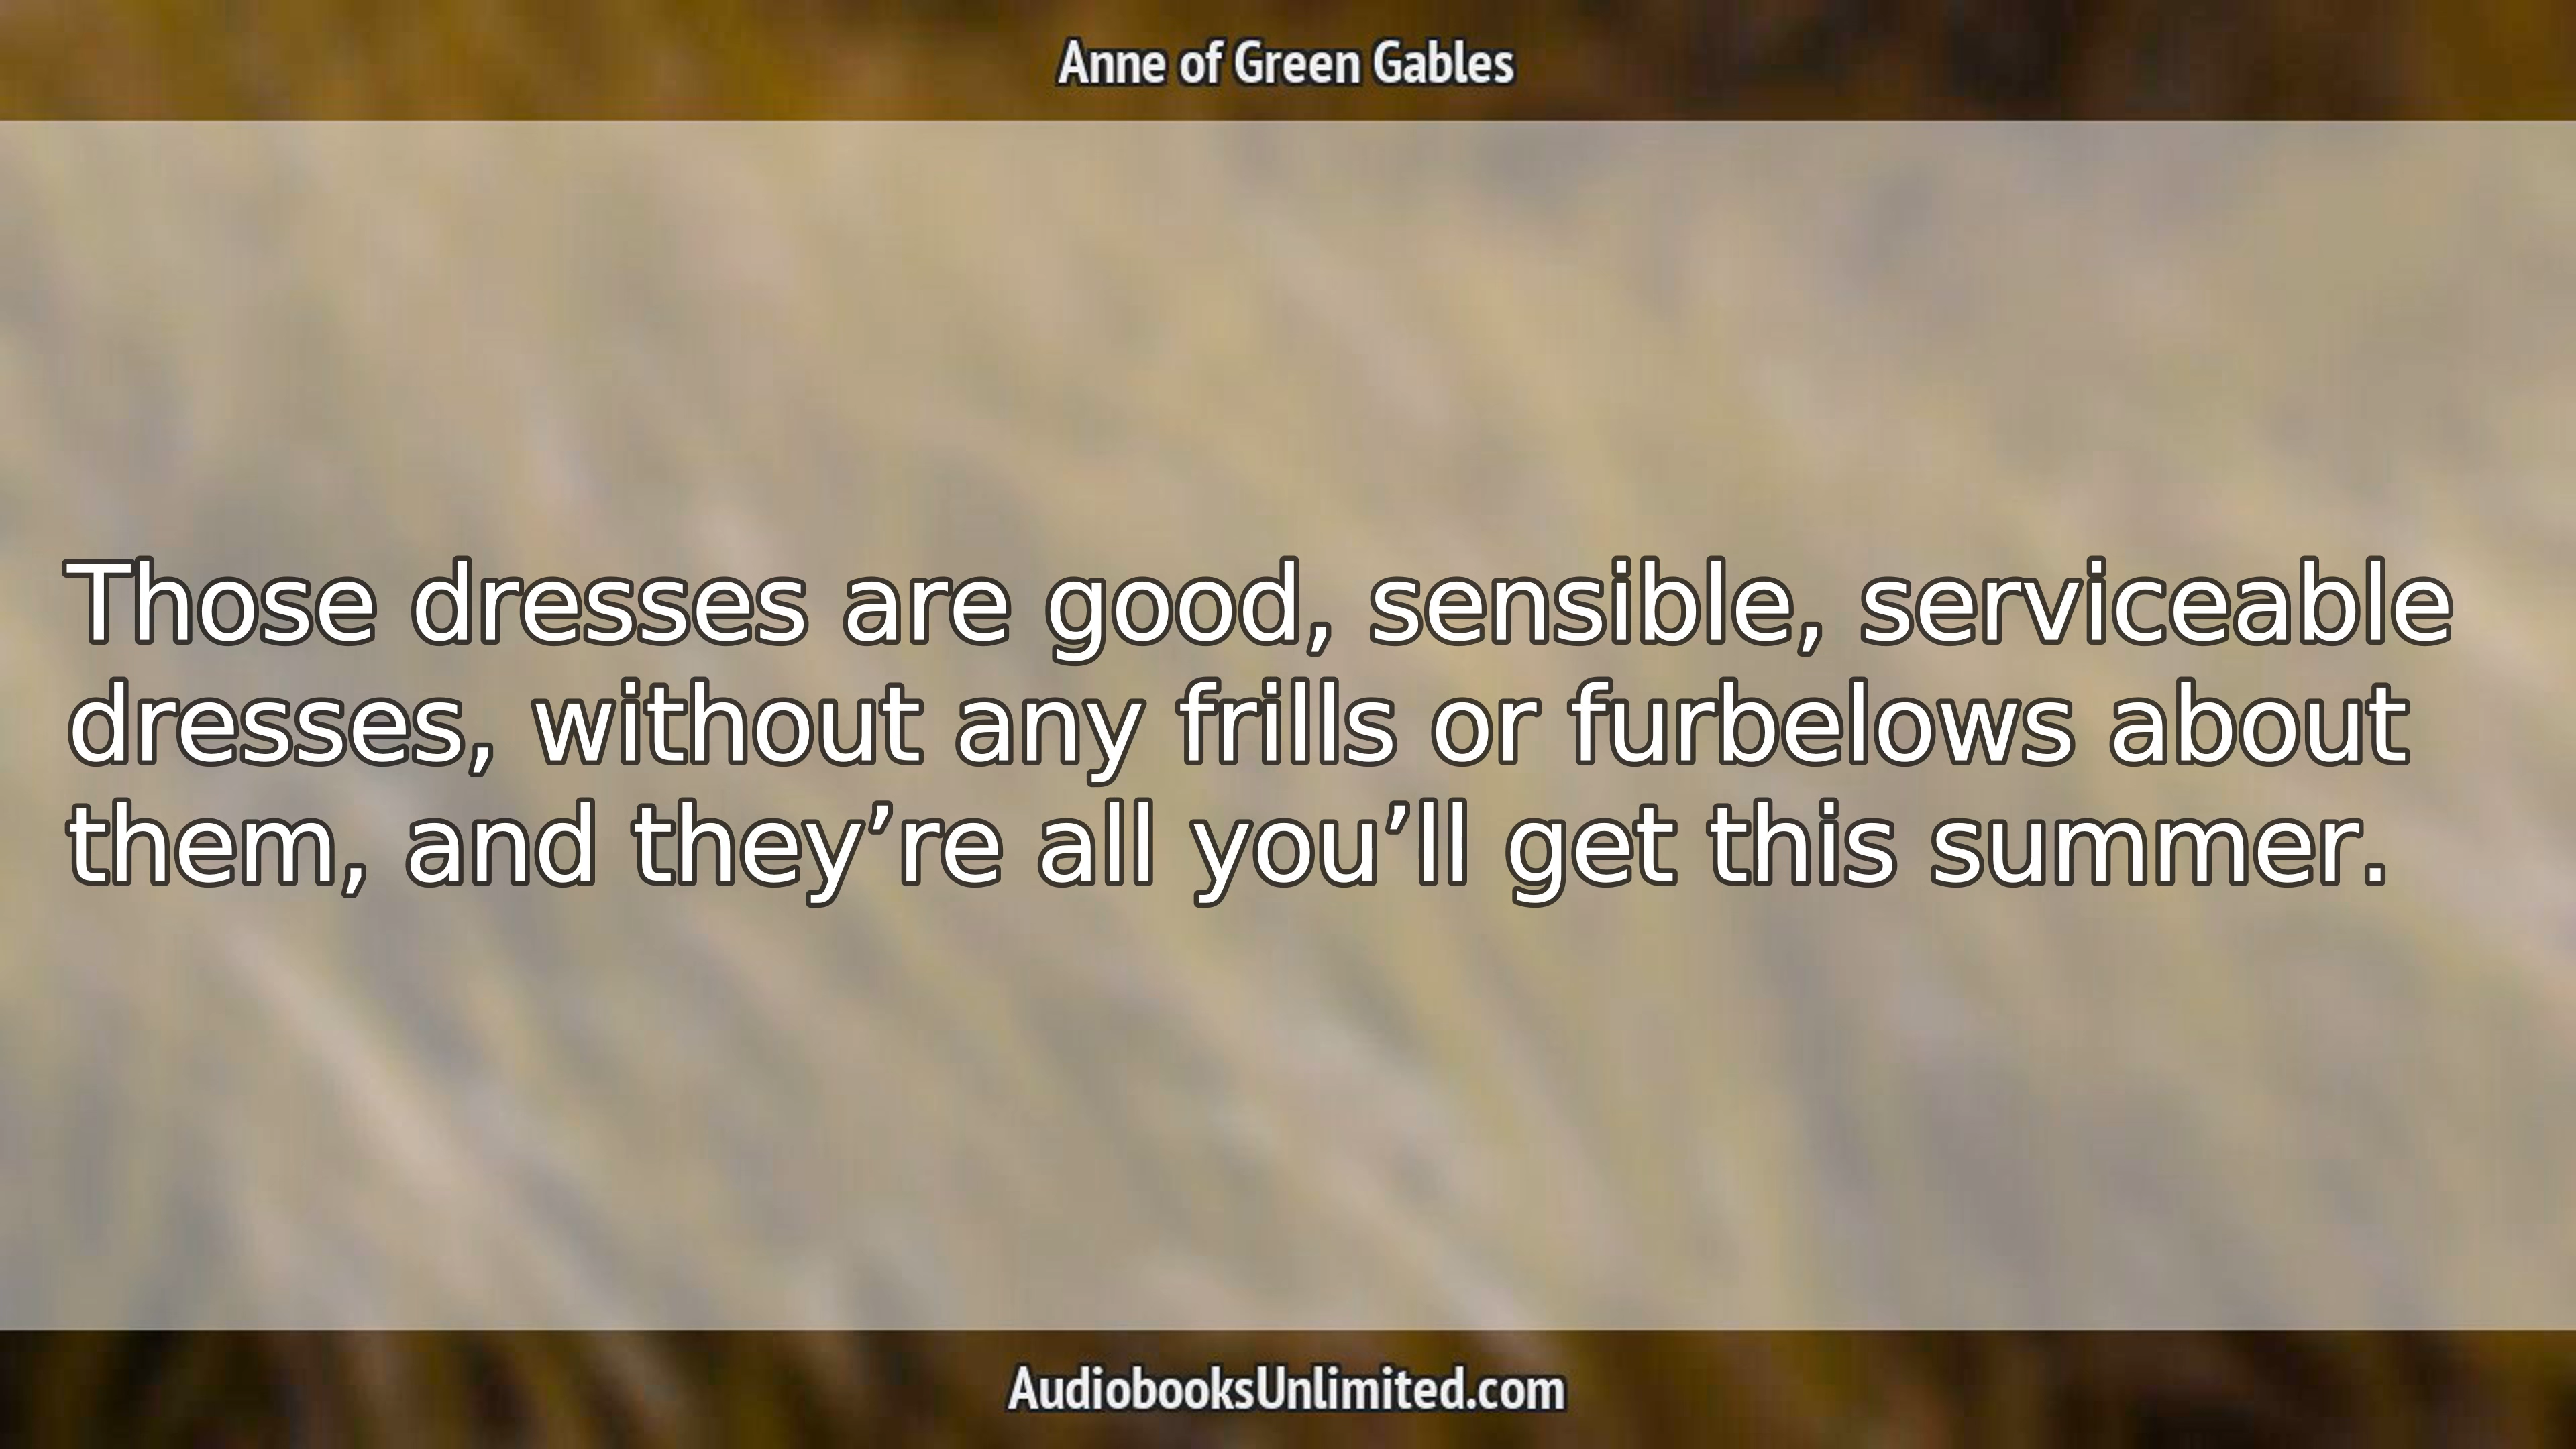 Anne of Green Gables
Those dresses are good, sensible, serviceable
dresses, without any frills or furbelows about
them, and they’re all you’ll get this summer.
AudiobooksUnlimited.com